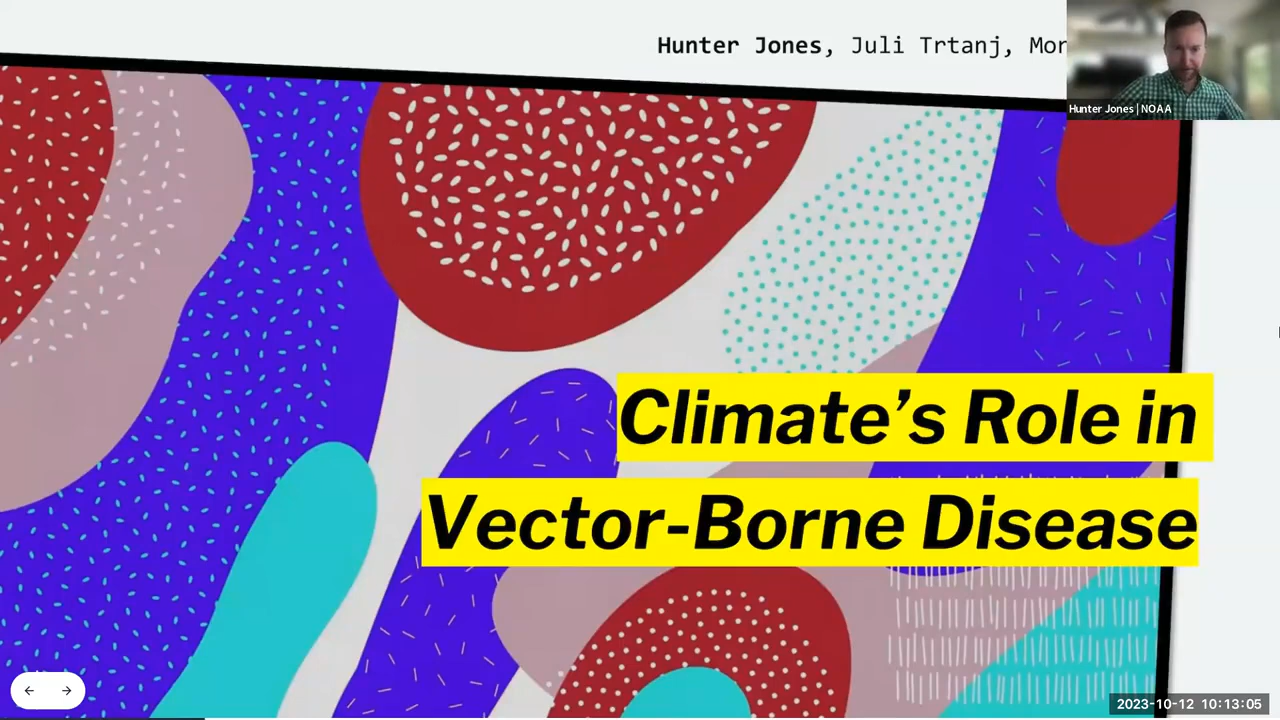 Hunter Jones, Juli Trtanj,
Hunter Jones | NOAA
Climate’s Role in
Vector-Borne Disease
2023-10-12 10:13:05